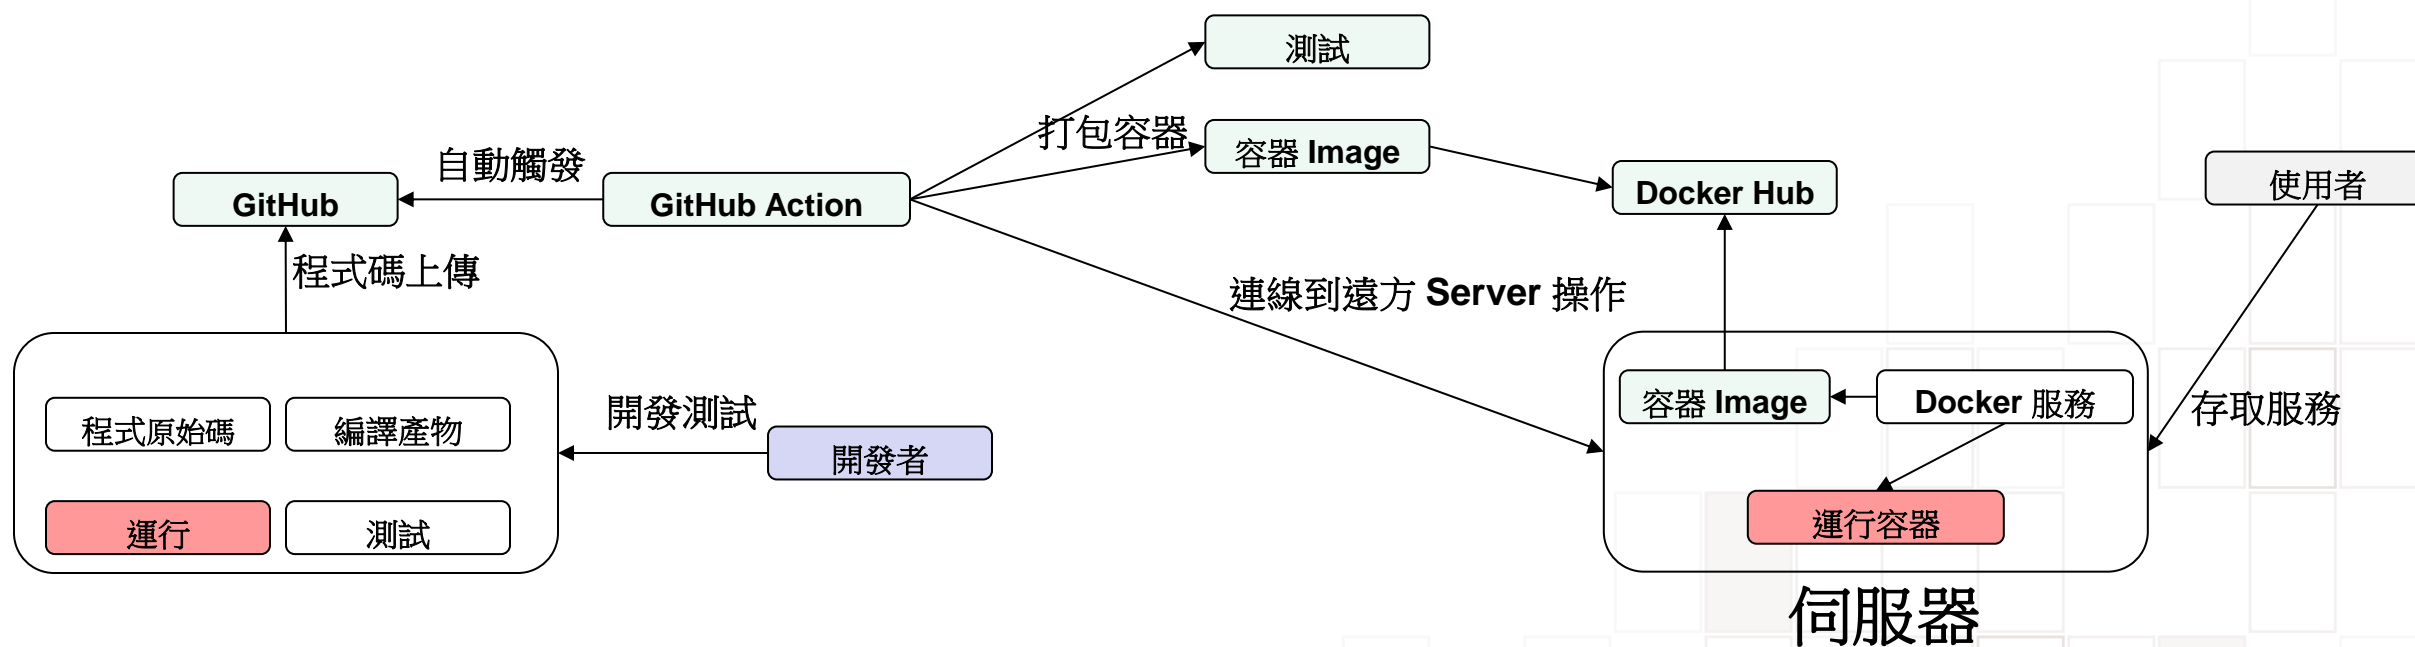 測試
打包容器
容器 Image
自動觸發
GitHub
GitHub Action
Docker Hub
使用者
程式碼上傳
連線到遠方 Server 操作
開發測試
程式原始碼
編譯產物
開發者
運行
測試
容器 Image
Docker 服務
存取服務
運行容器
伺服器